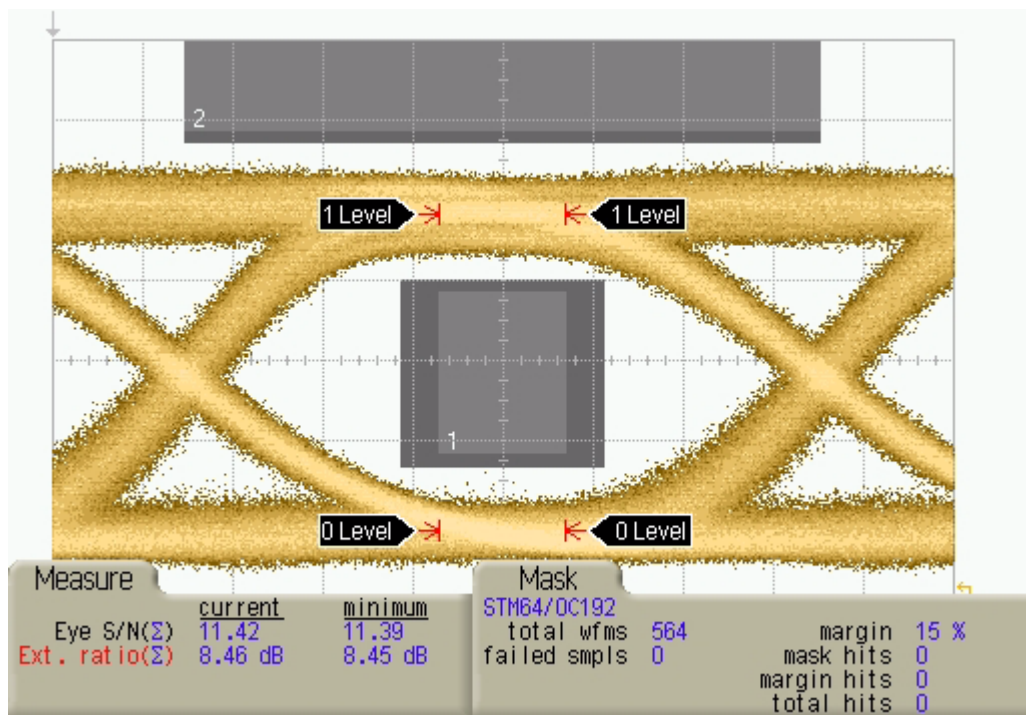 2
1 Level 1 Level
1
0 Level 0 Level
Measure
current minimum
Eye S/N(Σ) 11.42 11.39
Ext. ratio(Σ) 8.46 dB 8.45 dB
Mask
STM64/OC192
total wfms 564 margin 15 %
failed smpls 0 mask hits 0
margin hits 0
total hits 0